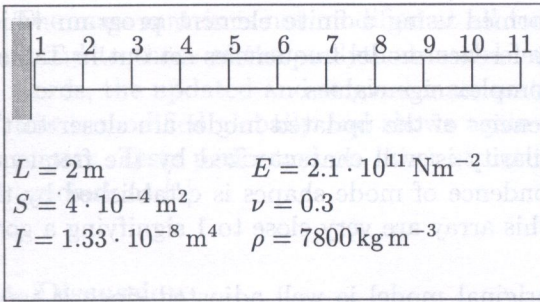 1 2 3 4 5 6 7 8 9 10 11
L = 2 m E = 2.1 · 10¹¹ Nm⁻²
S = 4 · 10⁻⁴ m² ν = 0.3
I = 1.33 · 10⁻⁸ m⁴ ρ = 7800 kg m⁻³